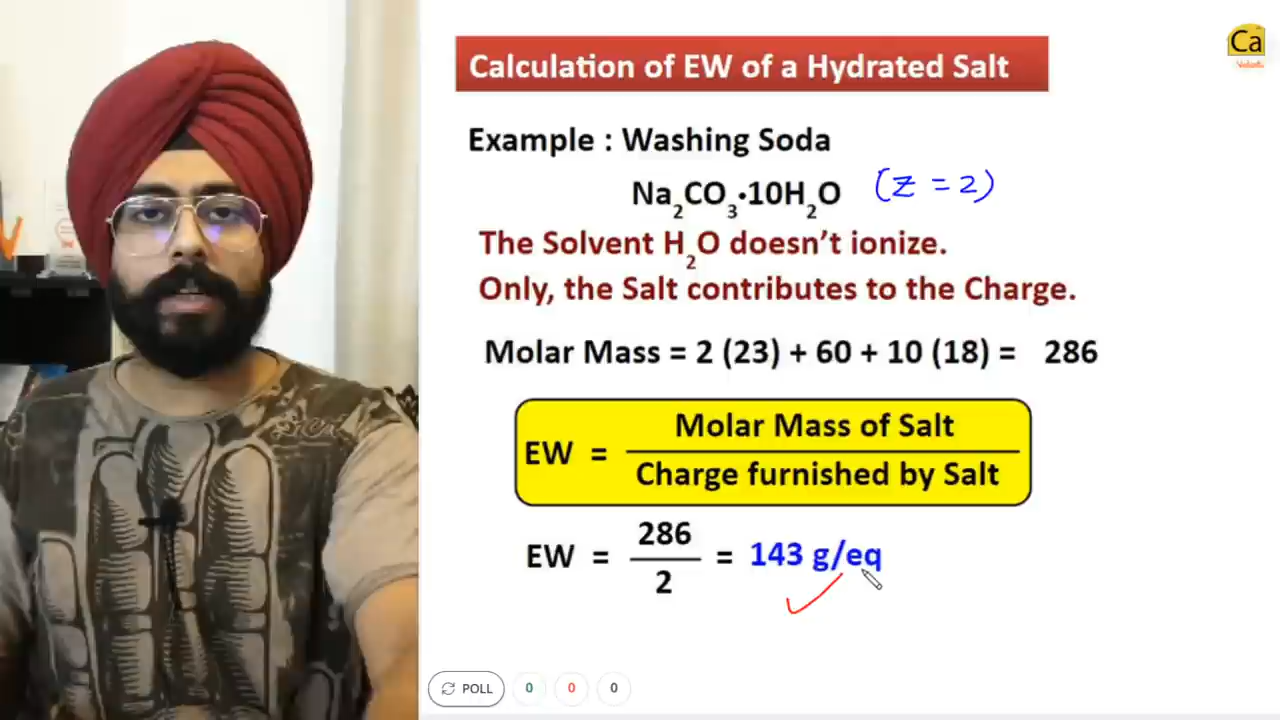 Calculation of EW of a Hydrated Salt
Ca
Vedantu
Example : Washing Soda
Na₂CO₃·10H₂O (z = 2)
The Solvent H₂O doesn't ionize.
Only, the Salt contributes to the Charge.
Molar Mass = 2 (23) + 60 + 10 (18) = 286
EW = Molar Mass of Salt
Charge furnished by Salt
EW = 286
2
= 143 g/eq
POLL 0 0 0